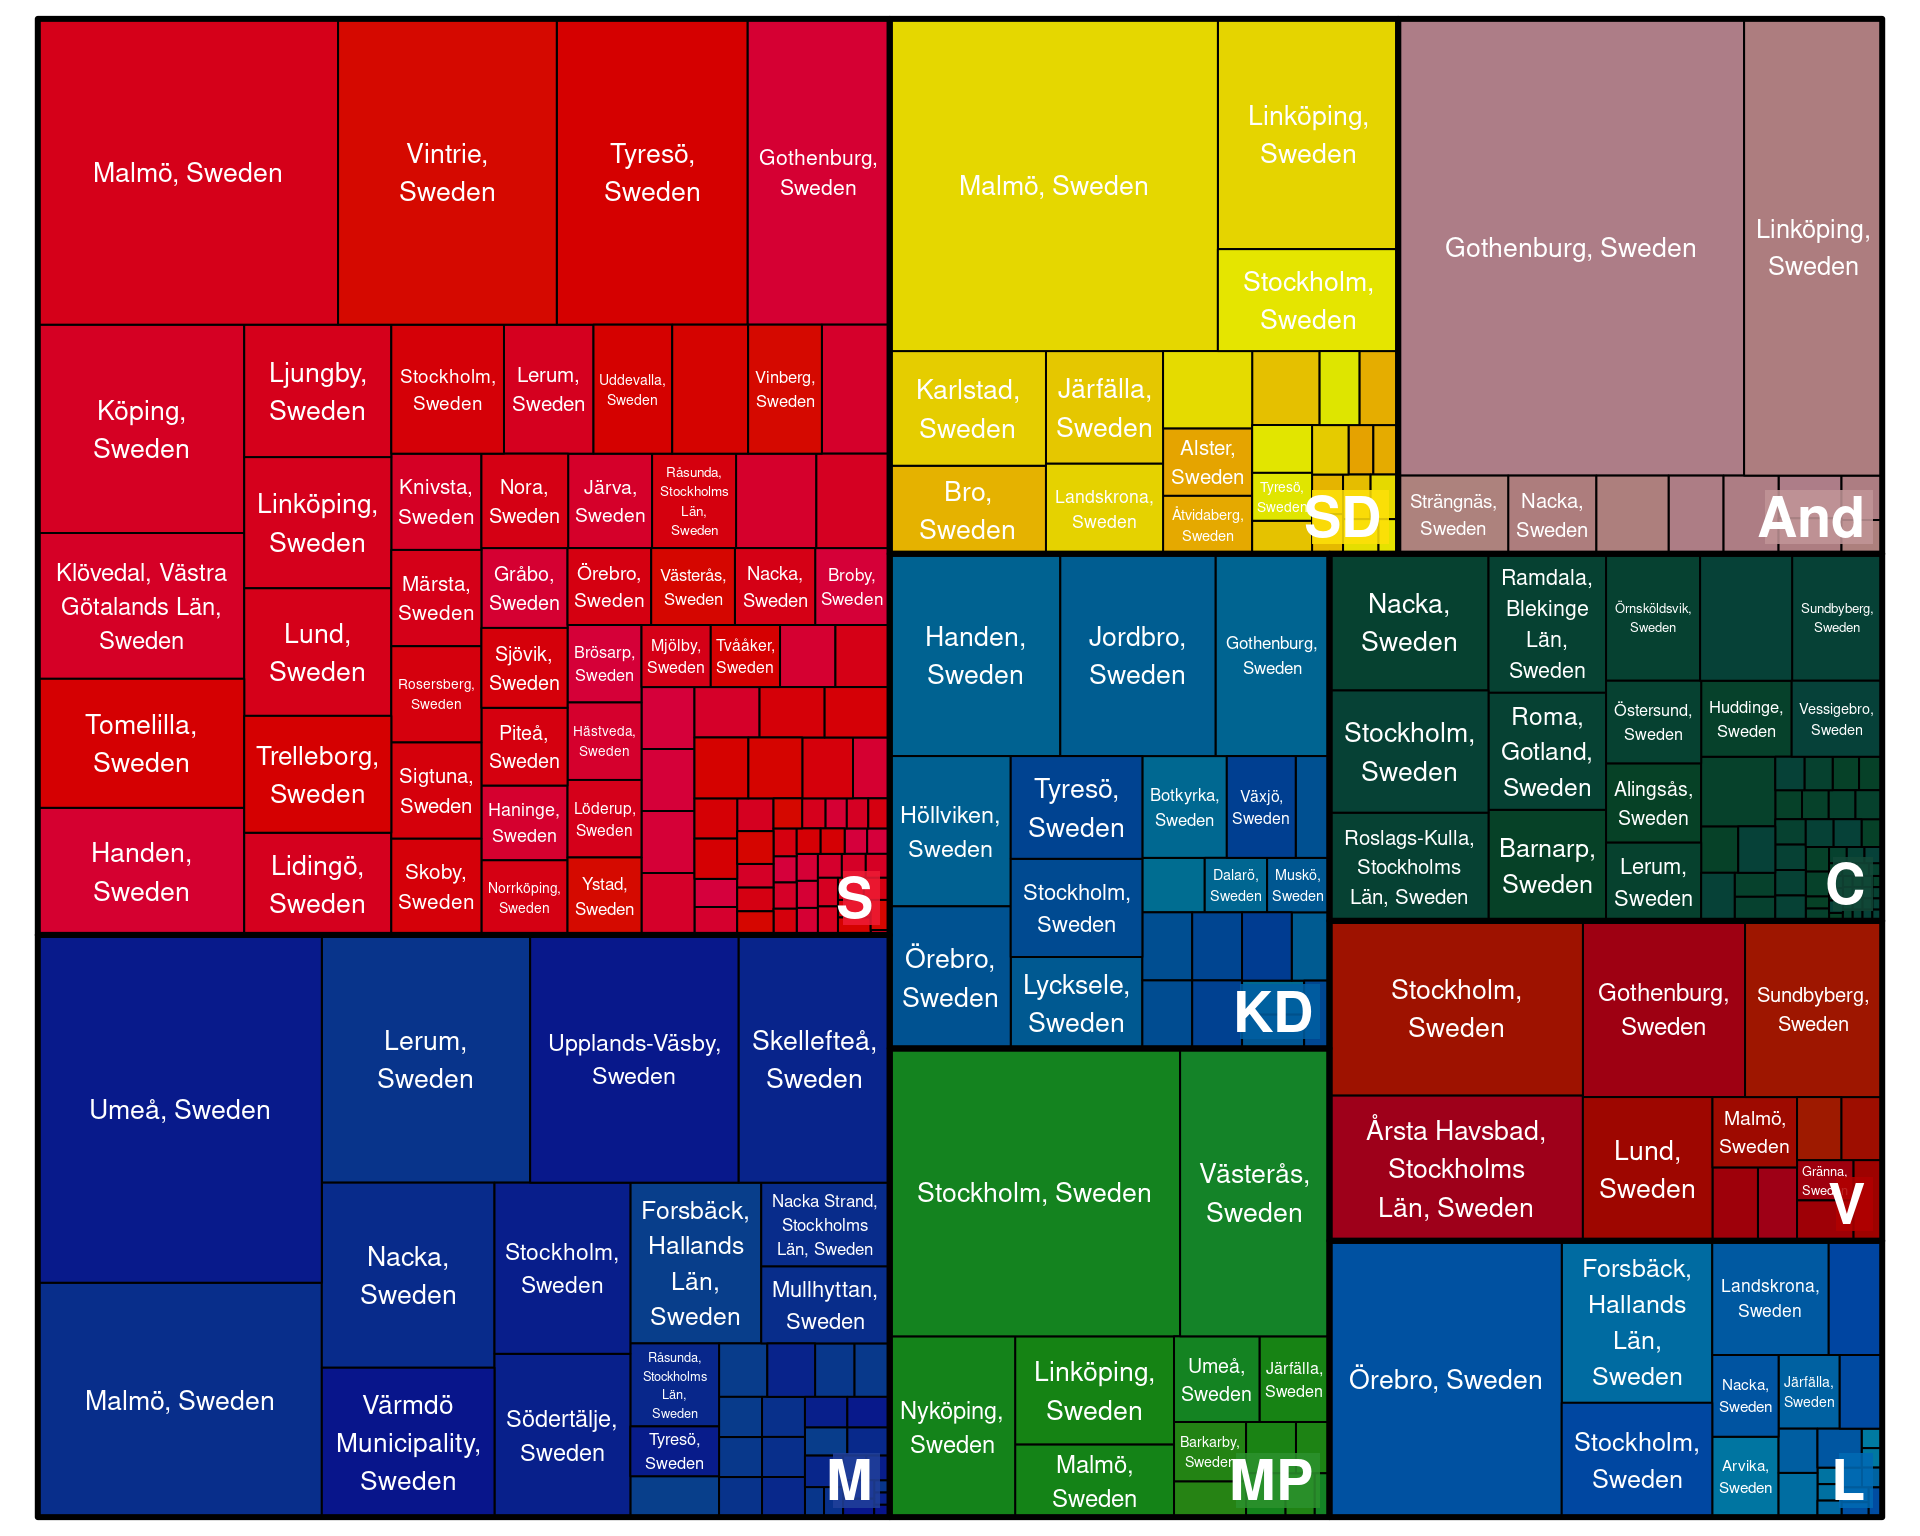 Malmö, Sweden
Vintrie,
Sweden
Tyresö,
Sweden
Gothenburg,
Sweden
Köping,
Sweden
Klövedal, Västra
Götalands Län,
Sweden
Tomelilla,
Sweden
Handen,
Sweden
Ljungby,
Sweden
Linköping,
Sweden
Lund,
Sweden
Trelleborg,
Sweden
Lidingö,
Sweden
Stockholm,
Sweden
Lerum,
Sweden
Uddevalla,
Sweden
Vinberg,
Sweden
Knivsta,
Sweden
Nora,
Sweden
Järva,
Sweden
Råsunda,
Stockholms
Län,
Sweden
Märsta,
Sweden
Rosersberg,
Sweden
Sigtuna,
Sweden
Skoby,
Sweden
Gråbo,
Sweden
Sjövik,
Sweden
Piteå,
Sweden
Haninge,
Sweden
Norrköping,
Sweden
Örebro,
Sweden
Västerås,
Sweden
Nacka,
Sweden
Broby,
Sweden
Brösarp,
Sweden
Hästveda,
Sweden
Löderup,
Sweden
Ystad,
Sweden
Mjölby,
Sweden
Tvååker,
Sweden
S
Malmö, Sweden
Linköping,
Sweden
Stockholm,
Sweden
Karlstad,
Sweden
Bro,
Sweden
Järfälla,
Sweden
Landskrona,
Sweden
Alster,
Sweden
Åtvidaberg,
Sweden
Tyresö,
Sweden
SD
Gothenburg, Sweden
Linköping,
Sweden
Strängnäs,
Sweden
Nacka,
Sweden
And
Handen,
Sweden
Jordbro,
Sweden
Gothenburg,
Sweden
Höllviken,
Sweden
Örebro,
Sweden
Tyresö,
Sweden
Stockholm,
Sweden
Lycksele,
Sweden
Botkyrka,
Sweden
Växjö,
Sweden
Dalarö,
Sweden
Muskö,
Sweden
KD
Nacka,
Sweden
Stockholm,
Sweden
Roslags-Kulla,
Stockholms
Län, Sweden
Ramdala,
Blekinge
Län,
Sweden
Roma,
Gotland,
Sweden
Barnarp,
Sweden
Örnsköldsvik,
Sweden
Sundbyberg,
Sweden
Östersund,
Sweden
Huddinge,
Sweden
Vessigebro,
Sweden
Alingsås,
Sweden
Lerum,
Sweden
C
Umeå, Sweden
Malmö, Sweden
Lerum,
Sweden
Upplands-Väsby,
Sweden
Skellefteå,
Sweden
Nacka,
Sweden
Värmdö
Municipality,
Sweden
Stockholm,
Sweden
Södertälje,
Sweden
Forsbäck,
Hallands
Län,
Sweden
Nacka Strand,
Stockholms
Län, Sweden
Mullhyttan,
Sweden
Råsunda,
Stockholms
Län,
Sweden
Tyresö,
Sweden
M
Stockholm, Sweden
Västerås,
Sweden
Nyköping,
Sweden
Linköping,
Sweden
Malmö,
Sweden
Umeå,
Sweden
Järfälla,
Sweden
Barkarby,
Sweden
MP
Stockholm,
Sweden
Gothenburg,
Sweden
Sundbyberg,
Sweden
Årsta Havsbad,
Stockholms
Län, Sweden
Lund,
Sweden
Malmö,
Sweden
Gränna,
Sweden
V
Örebro, Sweden
Forsbäck,
Hallands
Län,
Sweden
Stockholm,
Sweden
Landskrona,
Sweden
Nacka,
Sweden
Järfälla,
Sweden
Arvika,
Sweden
L